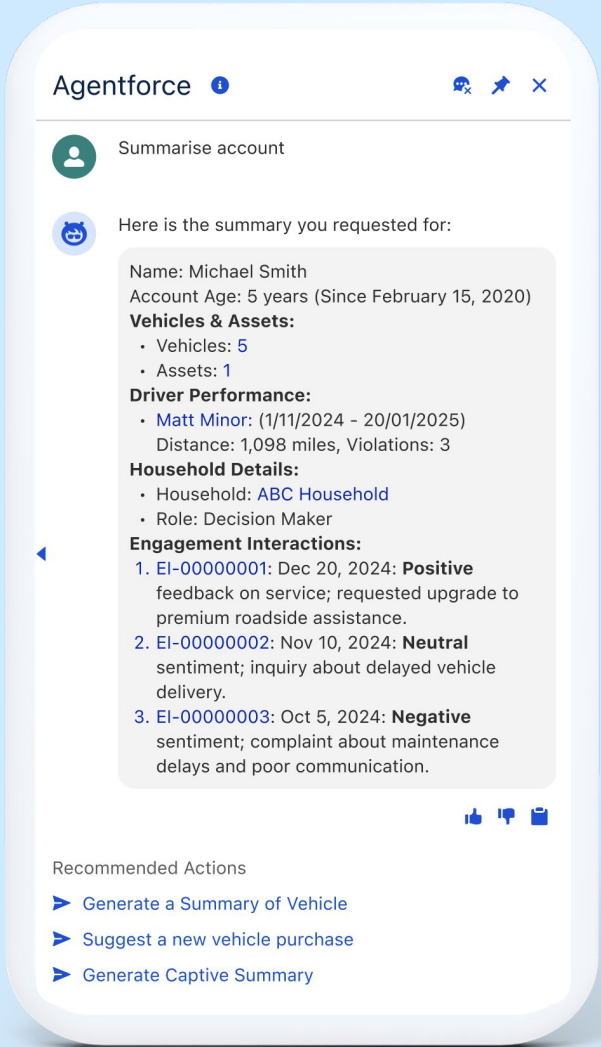 Agentforce
Summarise account
Here is the summary you requested for:
Name: Michael Smith
Account Age: 5 years (Since February 15, 2020)
Vehicles & Assets:
• Vehicles: 5
• Assets: 1
Driver Performance:
• Matt Minor: (1/11/2024 - 20/01/2025)
Distance: 1,098 miles, Violations: 3
Household Details:
• Household: ABC Household
• Role: Decision Maker
Engagement Interactions:
1. EI-00000001: Dec 20, 2024: Positive
feedback on service; requested upgrade to
premium roadside assistance.
2. EI-00000002: Nov 10, 2024: Neutral
sentiment; inquiry about delayed vehicle
delivery.
3. EI-00000003: Oct 5, 2024: Negative
sentiment; complaint about maintenance
delays and poor communication.
Recommended Actions
Generate a Summary of Vehicle
Suggest a new vehicle purchase
Generate Captive Summary